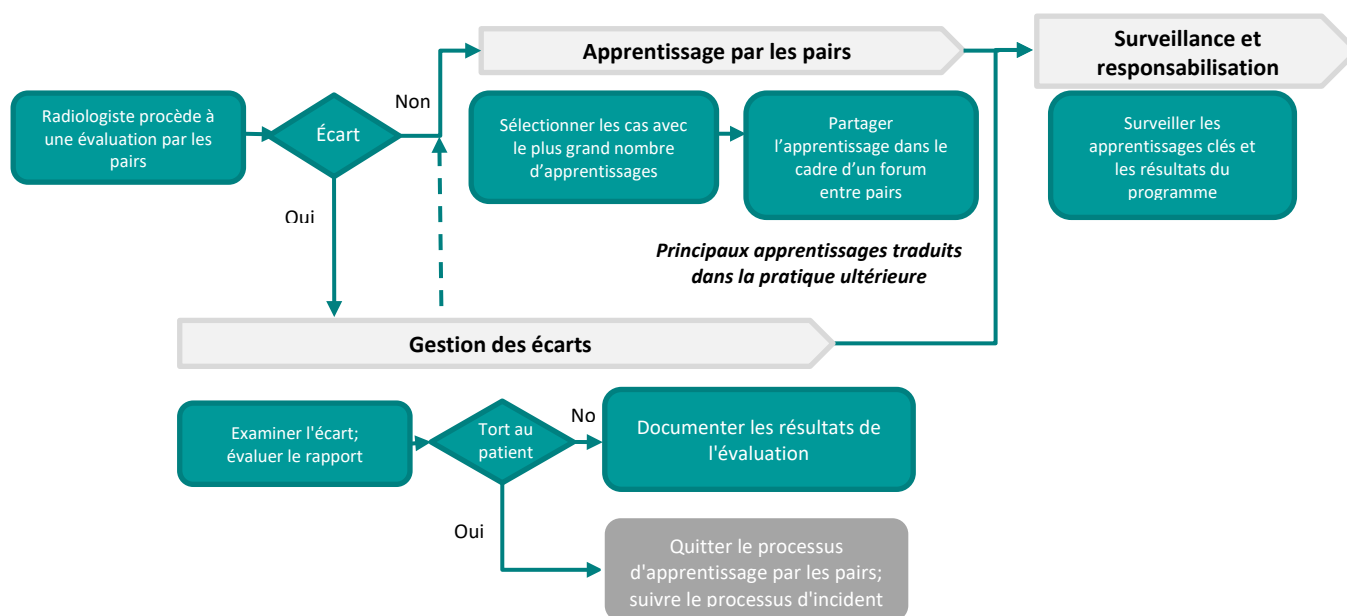 Apprentissage par les pairs
Surveillance et
responsabilisation
Radiologiste procède à
une évaluation par les
pairs
Écart
Non
Oui
Sélectionner les cas avec
le plus grand nombre
d'apprentissages
Partager
l'apprentissage dans le
cadre d'un forum
entre pairs
Surveiller les
apprentissages clés et
les résultats du
programme
Principaux apprentissages traduits
dans la pratique ultérieure
Gestion des écarts
Examiner l'écart;
évaluer le rapport
Tort au
patient
No
Oui
Documenter les résultats de
l'évaluation
Quitter le processus
d'apprentissage par les pairs;
suivre le processus d'incident